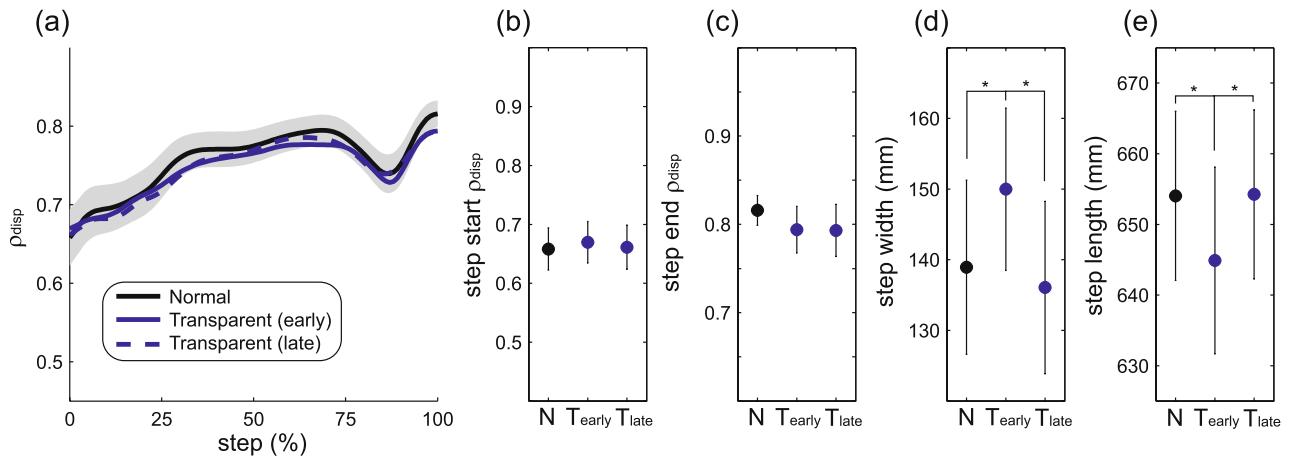 (a)
ρdisp
0.8
0.7
0.6
0.5
0
25
50
75
100
step (%)
Normal
Transparent (early)
Transparent (late)
(b)
step start ρdisp
0.9
0.8
0.7
0.6
0.5
N Tearly Tlate
(c)
step end ρdisp
0.9
0.8
0.7
N Tearly Tlate
(d)
step width (mm)
160
150
140
130
* *
N Tearly Tlate
(e)
step length (mm)
670
660
650
640
630
* *
N Tearly Tlate